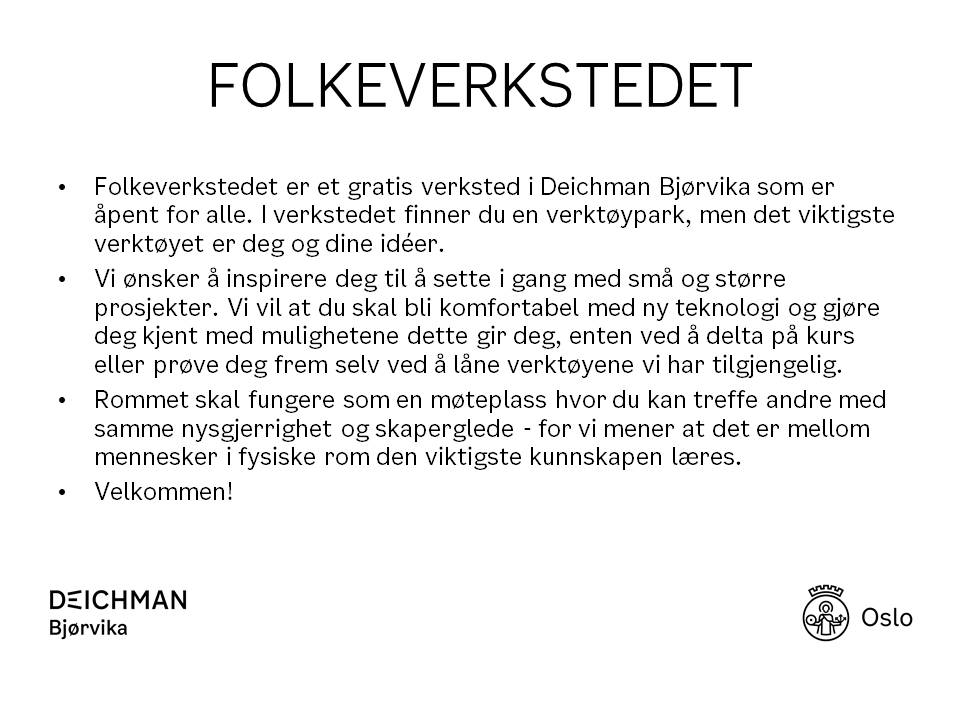 FOLKEVERKSTEDET
• Folkeverkstedet er et gratis verksted i Deichman Bjørvika som er
åpent for alle. I verkstedet finner du en verktøypark, men det viktigste
verktøyet er deg og dine idéer.
• Vi ønsker å inspirere deg til å sette i gang med små og større
prosjekter. Vi vil at du skal bli komfortabel med ny teknologi og gjøre
deg kjent med mulighetene dette gir deg, enten ved å delta på kurs
eller prøve deg frem selv ved å låne verktøyene vi har tilgjengelig.
• Rommet skal fungere som en møteplass hvor du kan treffe andre med
samme nysgjerrighet og skaperglede - for vi mener at det er mellom
mennesker i fysiske rom den viktigste kunnskapen læres.
• Velkommen!
DEICHMAN
Bjørvika
Oslo